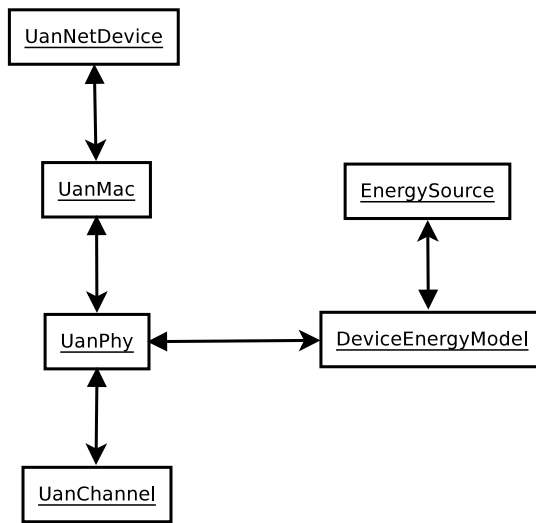 UanNetDevice
UanMac
EnergySource
UanPhy
DeviceEnergyModel
UanChannel